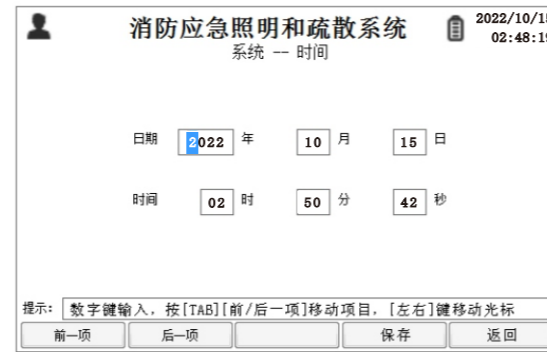 消防应急照明和疏散系统
2022/10/15
02:48:19
系统 -- 时间
日期 2022 年 10 月 15 日
时间 02 时 50 分 42 秒
提示: 数字键输入, 按[TAB][前/后一项]移动项目, [左右]键移动光标
前一项 后一项 保存 返回